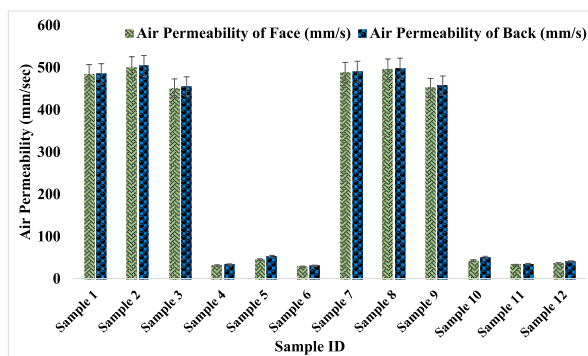 Air Permeability of Face (mm/s) Air Permeability of Back (mm/s)
Air Permeability (mm/sec)
600
500
400
300
200
100
0
Sample 1 Sample 2 Sample 3 Sample 4 Sample 5 Sample 6 Sample 7 Sample 8 Sample 9 Sample 10 Sample 11 Sample 12
Sample ID